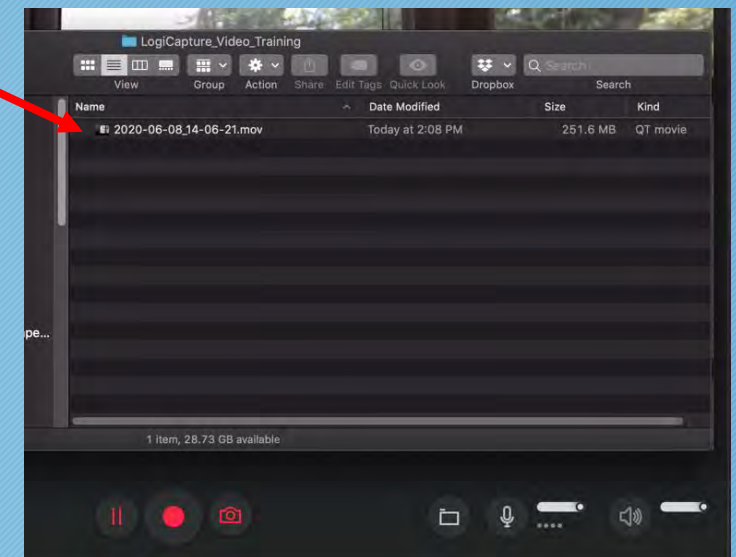 LogiCapture_Video_Training
Search
View Group Action Share Edit Tags Quick Look Dropbox Search
Name Date Modified Size Kind
2020-06-08_14-06-21.mov Today at 2:08 PM 251.6 MB QT movie
pe...
1 item, 28.73 GB available